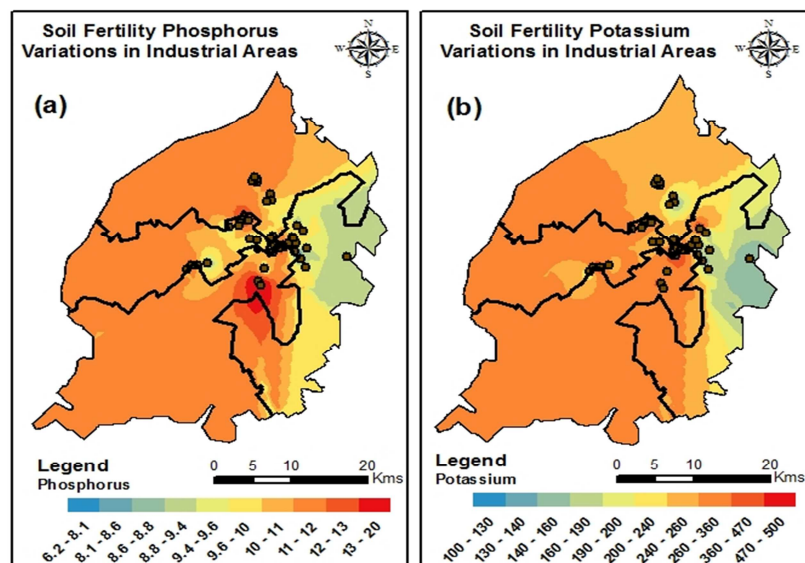 Soil Fertility Phosphorus
Variations in Industrial Areas
N
W E
S
(a)
Legend
Phosphorus
0 5 10 20
Kms
6.2 - 8.1
8.1 - 8.6
8.6 - 8.8
8.8 - 9.4
9.4 - 9.6
9.6 - 10
10 - 11
11 - 12
12 - 13
13 - 20
Soil Fertility Potassium
Variations in Industrial Areas
N
W E
S
(b)
Legend
Potassium
0 5 10 20
Kms
100 - 130
130 - 140
140 - 160
160 - 190
190 - 200
200 - 240
240 - 260
260 - 360
360 - 470
470 - 500